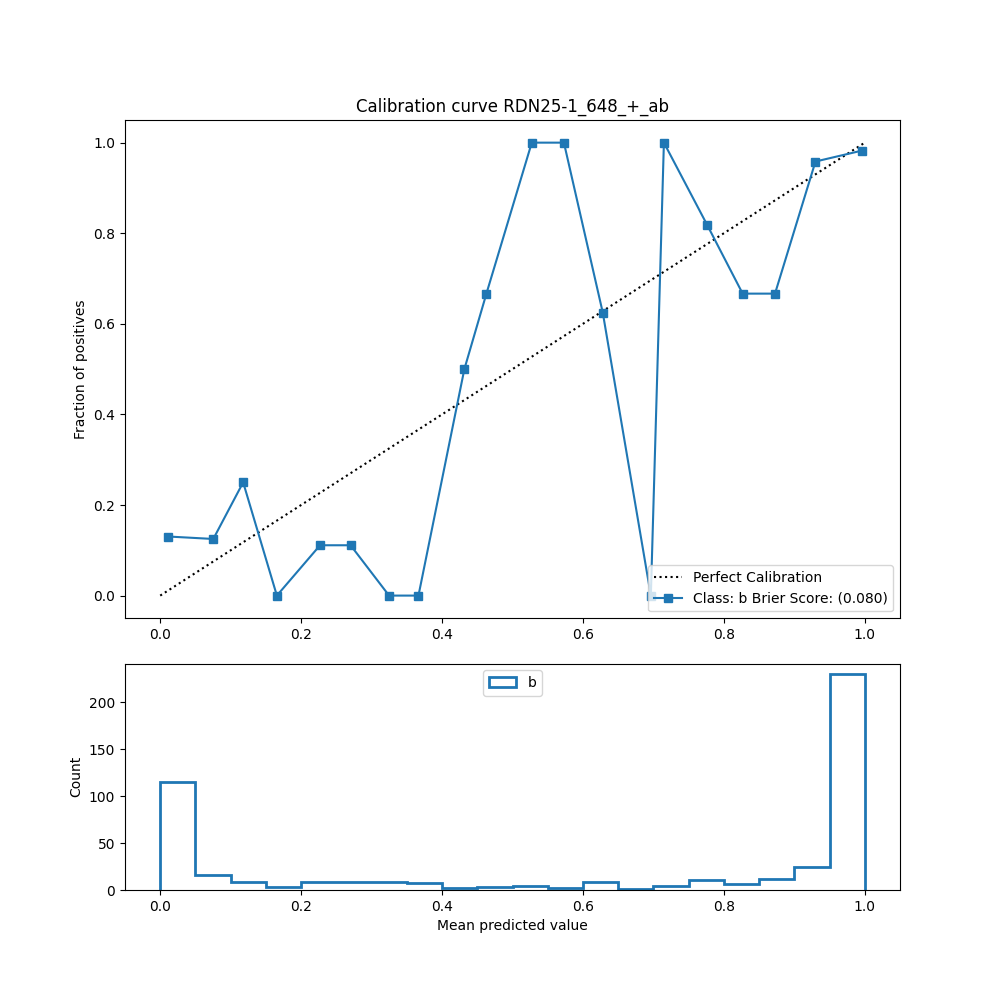 Calibration curve RDN25-1_648_+_ab
Fraction of positives
1.0
0.8
0.6
0.4
0.2
0.0
Perfect Calibration
Class: b Brier Score: (0.080)
0.0 0.2 0.4 0.6 0.8 1.0
b
Count
200
150
100
50
0
0.0 0.2 0.4 0.6 0.8 1.0
Mean predicted value